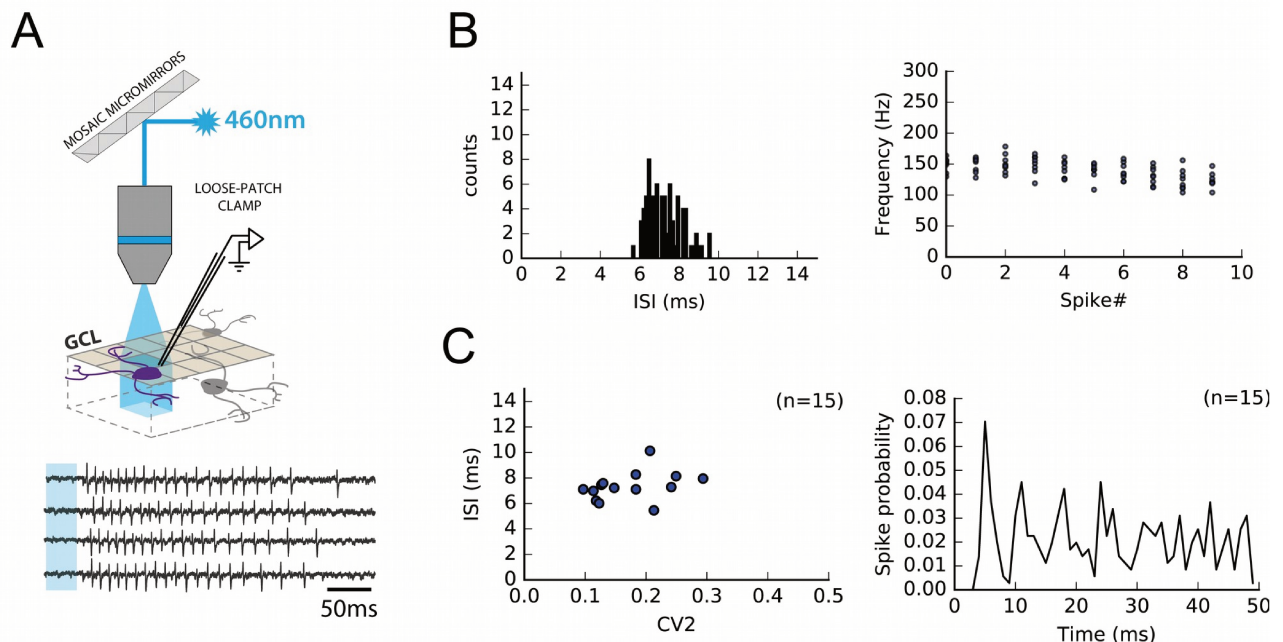 A
MOSAIC MICROMIRRORS
460nm
LOOSE-PATCH
CLAMP
GCL
50ms
B
14
12
10
8
6
4
2
0
counts
0 2 4 6 8 10 12 14
ISI (ms)
300
250
200
150
100
50
0
Frequency (Hz)
0 2 4 6 8 10
Spike#
C
(n=15)
14
12
10
8
6
4
2
0
ISI (ms)
0.0 0.1 0.2 0.3 0.4 0.5
CV2
(n=15)
0.08
0.07
0.06
0.05
0.04
0.03
0.02
0.01
0.00
Spike probability
0 10 20 30 40 50
Time (ms)